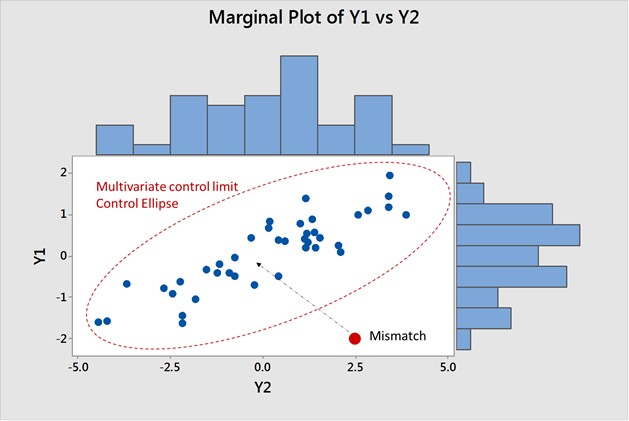 Marginal Plot of Y1 vs Y2
Multivariate control limit
Control Ellipse
2
1
0
-1
-2
Y1
Mismatch
-5.0 -2.5 0.0 2.5 5.0
Y2